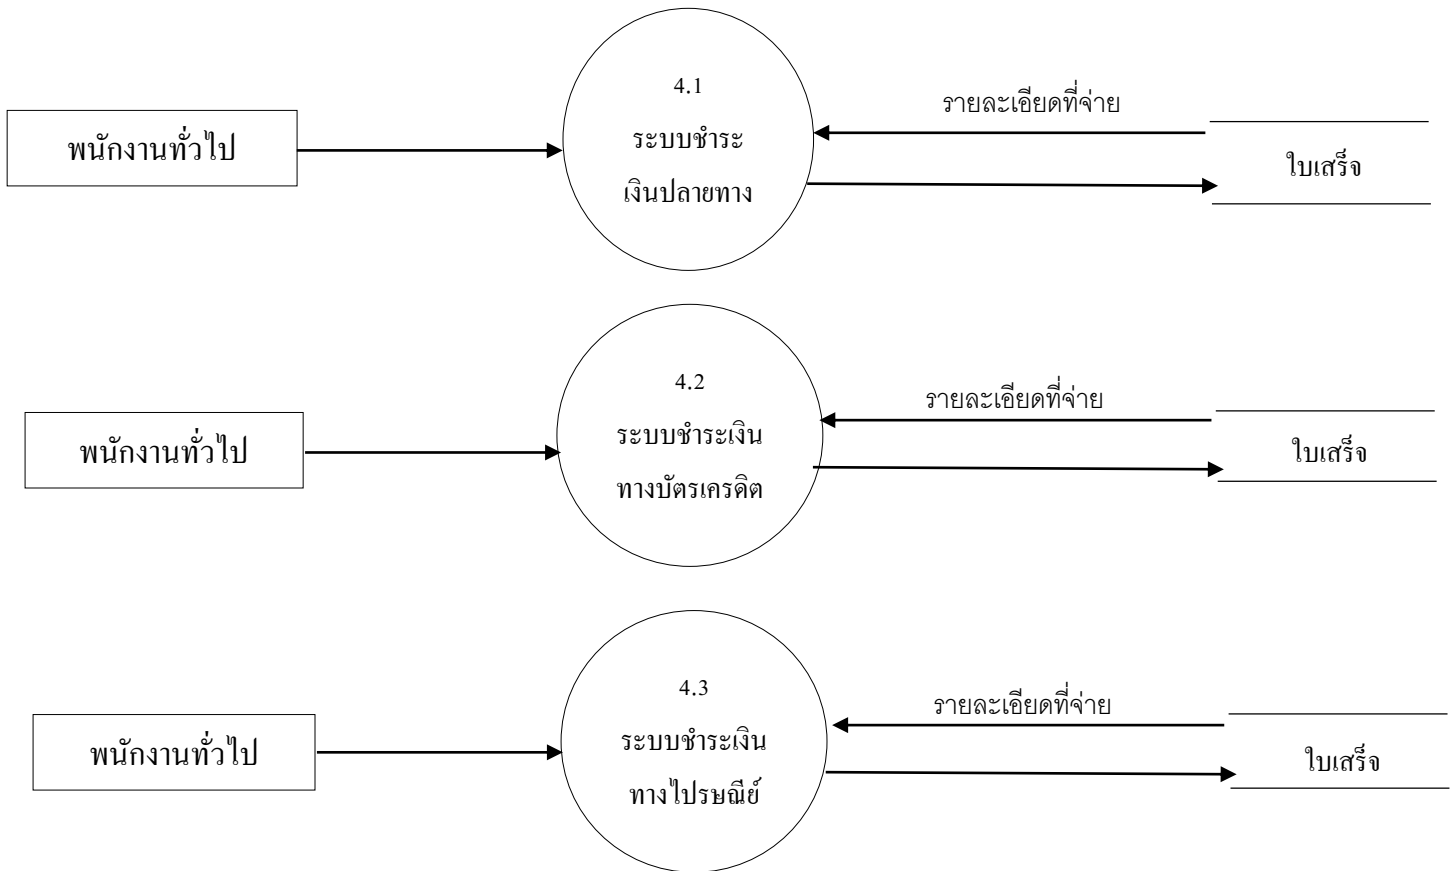 4.1
ระบบชำระ
เงินปลายทาง
พนักงานทั่วไป
รายละเอียดที่จ่าย
ใบเสร็จ
4.2
ระบบชำระเงิน
ทางบัตรเครดิต
พนักงานทั่วไป
รายละเอียดที่จ่าย
ใบเสร็จ
4.3
ระบบชำระเงิน
ทางไปรษณีย์
พนักงานทั่วไป
รายละเอียดที่จ่าย
ใบเสร็จ